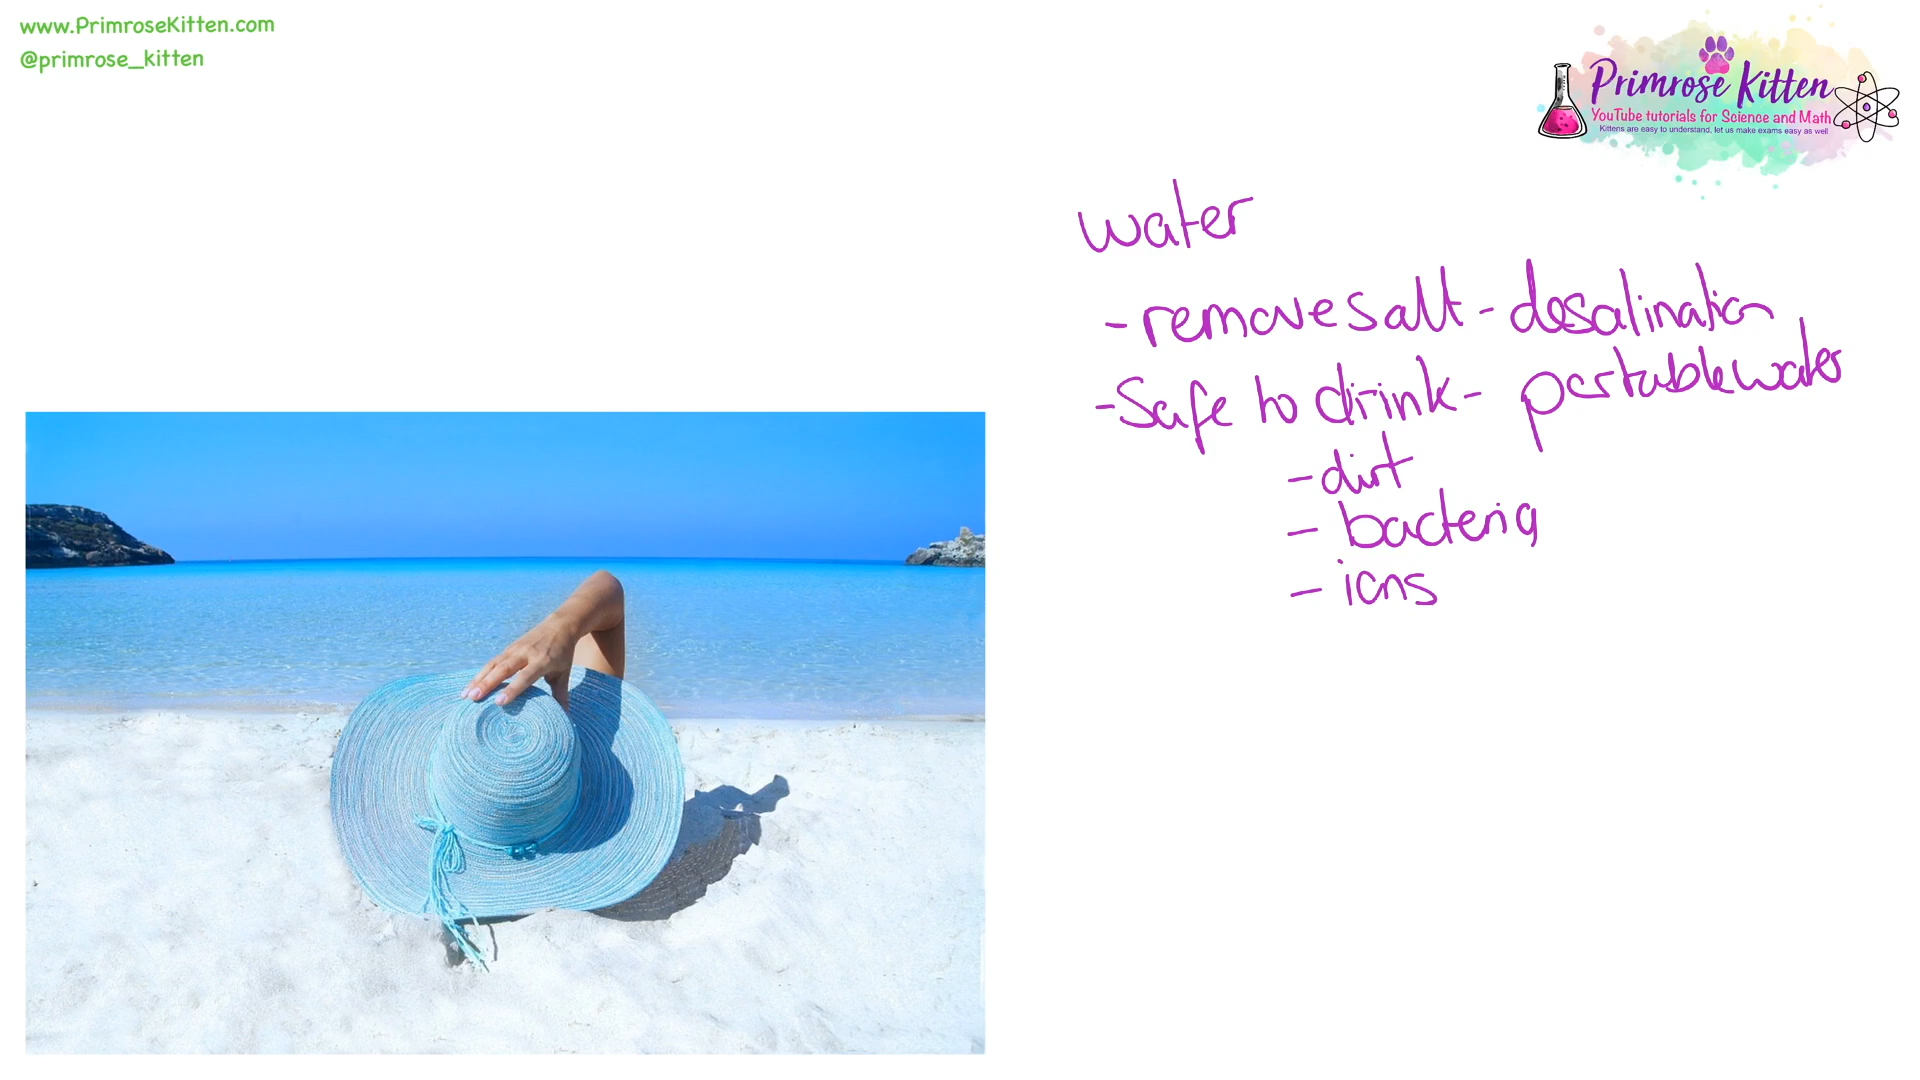 www.PrimroseKitten.com
@primrose_kitten
Primrose Kitten
YouTube tutorials for Science and Math
Kittens are easy to understand, let us make exams easy as well
water
- remove salt - desalination
- Safe to drink - portable water
- dirt
- bacteria
- ions